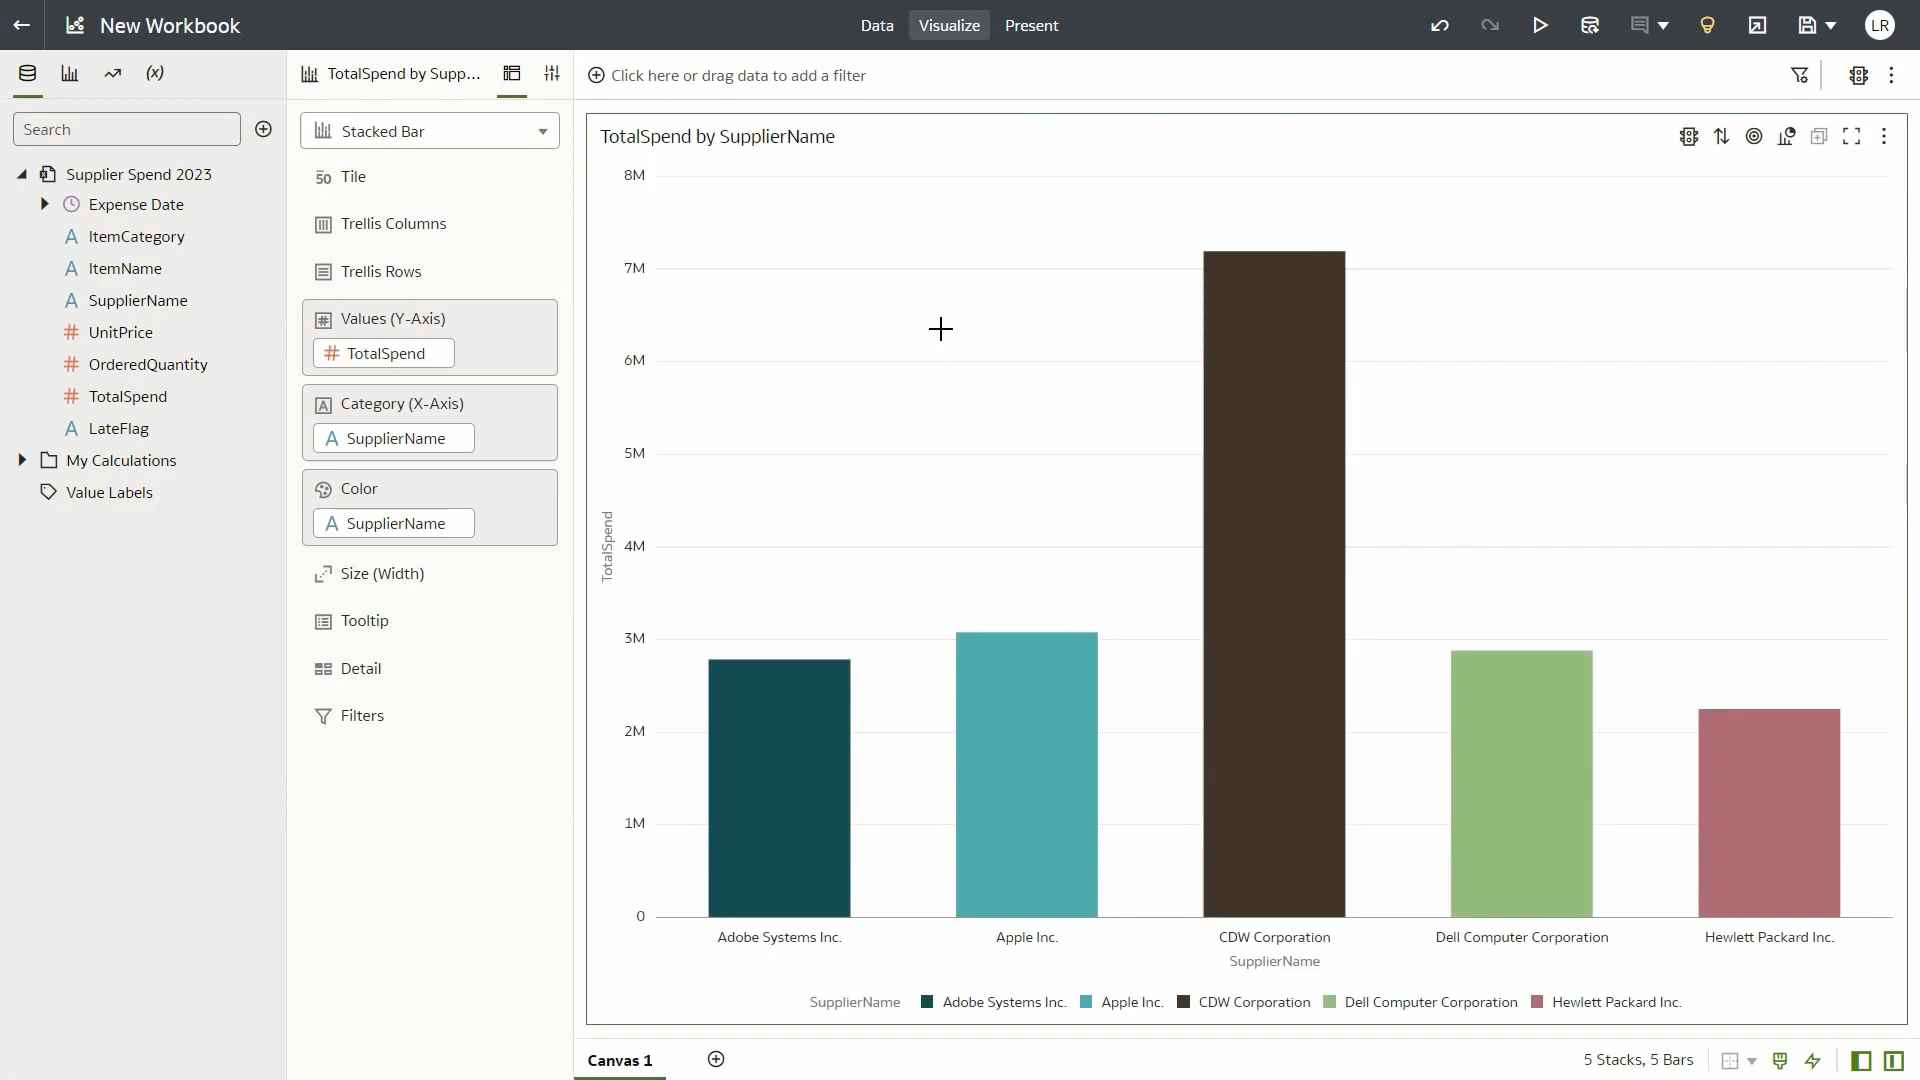 New Workbook
Data Visualize Present
LR
(x)
TotalSpend by Supp...
Click here or drag data to add a filter
Search
Stacked Bar
TotalSpend by SupplierName
Supplier Spend 2023
Expense Date
A ItemCategory
A ItemName
A SupplierName
# UnitPrice
# OrderedQuantity
# TotalSpend
A LateFlag
My Calculations
Value Labels
50 Tile
Trellis Columns
Trellis Rows
# Values (Y-Axis)
# TotalSpend
A Category (X-Axis)
A SupplierName
Color
A SupplierName
Size (Width)
Tooltip
Detail
Filters
8M
7M
6M
5M
4M
3M
2M
1M
0
TotalSpend
Adobe Systems Inc. Apple Inc. CDW Corporation Dell Computer Corporation Hewlett Packard Inc.
SupplierName
SupplierName Adobe Systems Inc. Apple Inc. CDW Corporation Dell Computer Corporation Hewlett Packard Inc.
Canvas 1
5 Stacks, 5 Bars